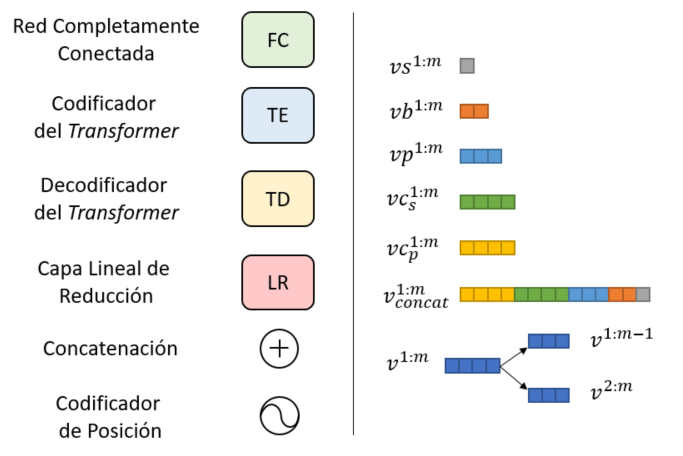 Red Completamente
Conectada
FC
Codificador
del Transformer
TE
Decodificador
del Transformer
TD
Capa Lineal de
Reducción
LR
Concatenación
+
Codificador
de Posición
vs^{1:m}
vb^{1:m}
vp^{1:m}
vc_s^{1:m}
vc_p^{1:m}
v_{concat}^{1:m}
v^{1:m}
v^{1:m-1}
v^{2:m}